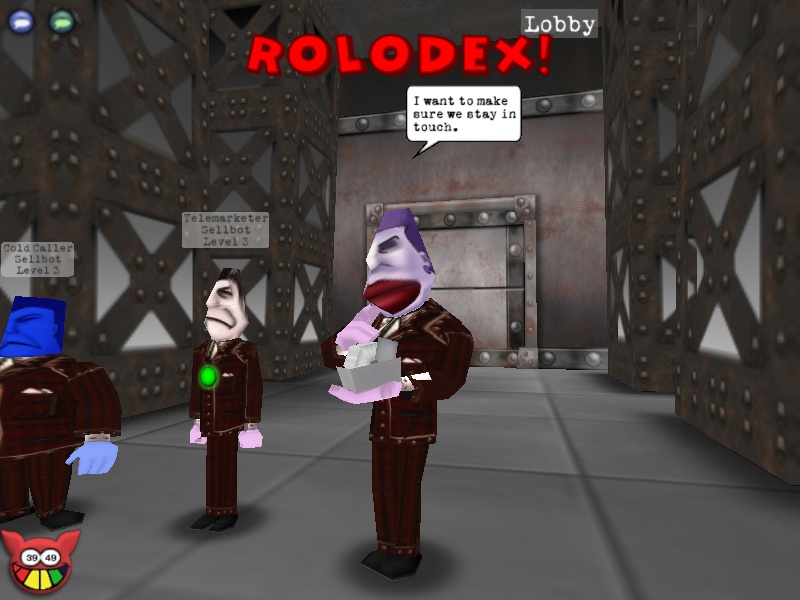 Lobby
ROLODEX!
I want to make
sure we stay in
touch.
Telemarketer
Sellbot
Level 3
Cold Caller
Sellbot
Level 3
39 49